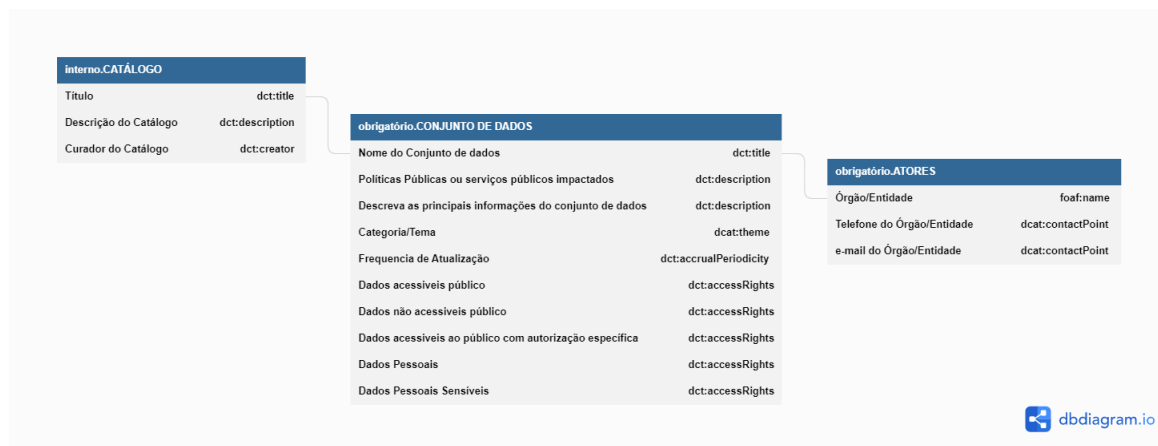 interno.CATÁLOGO
Título dct:title
Descrição do Catálogo dct:description
Curador do Catálogo dct:creator
obrigatório.CONJUNTO DE DADOS
Nome do Conjunto de dados dct:title
Políticas Públicas ou serviços públicos impactados dct:description
Descreva as principais informações do conjunto de dados dct:description
Categoria/Tema dcat:theme
Frequencia de Atualização dct:accrualPeriodicity
Dados acessiveis público dct:accessRights
Dados não acessiveis público dct:accessRights
Dados acessiveis ao público com autorização específica dct:accessRights
Dados Pessoais dct:accessRights
Dados Pessoais Sensíveis dct:accessRights
obrigatório.ATORES
Órgão/Entidade foaf:name
Telefone do Órgão/Entidade dcat:contactPoint
e-mail do Órgão/Entidade dcat:contactPoint
dbdiagram.io